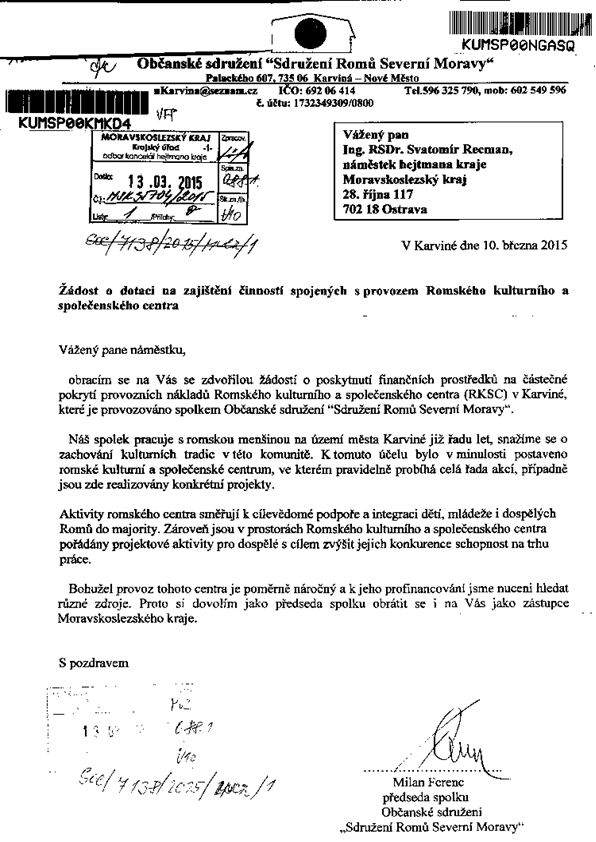 KUMSP00NGASQ
Občanské sdružení “Sdružení Romů Severní Moravy“
Palackého 607, 735 06 Karviná – Nové Město
Karvina@seznam.cz IČO: 692 06 414 Tel.596 325 790, mob: 602 549 596
č. účtu: 1732349309/0800
KUMSP00KMKD4
MORAVSKOSLEZSKÝ KRAJ
Krajský úřad -1-
odbor kancelář hejtmana kraje
Zpracov.
Došlo: 13 .03. 2015
Č.j.:
Listy: 1 Přílohy:
Vážený pan
Ing. RSDr. Svatomír Recman,
náměstek hejtmana kraje
Moravskoslezský kraj
28. října 117
702 18 Ostrava
V Karviné dne 10. března 2015
Žádost o dotaci na zajištění činností spojených s provozem Romského kulturního a
společenského centra
Vážený pane náměstku,
obracím se na Vás se zdvořilou žádostí o poskytnutí finančních prostředků na částečné
pokrytí provozních nákladů Romského kulturního a společenského centra (RKSC) v Karviné,
které je provozováno spolkem Občanské sdružení “Sdružení Romů Severní Moravy“.
Náš spolek pracuje s romskou menšinou na území města Karviné již řadu let, snažíme se o
zachování kulturních tradic v této komunitě. K tomuto účelu bylo v minulosti postaveno
romské kulturní a společenské centrum, ve kterém pravidelně probíhá celá řada akcí, případně
jsou zde realizovány konkrétní projekty.
Aktivity romského centra směřují k cílevědomé podpoře a integraci dětí, mládeže i dospělých
Romů do majority. Zároveň jsou v prostorách Romského kulturního a společenského centra
pořádány projektové aktivity pro dospělé s cílem zvýšit jejich konkurence schopnost na trhu
práce.
Bohužel provoz tohoto centra je poměrně náročný a k jeho profinancování jsme nuceni hledat
různé zdroje. Proto si dovolím jako předseda spolku obrátit se i na Vás jako zástupce
Moravskoslezského kraje.
S pozdravem
Milan Ferenc
předseda spolku
Občanské sdružení
„Sdružení Romů Severní Moravy“